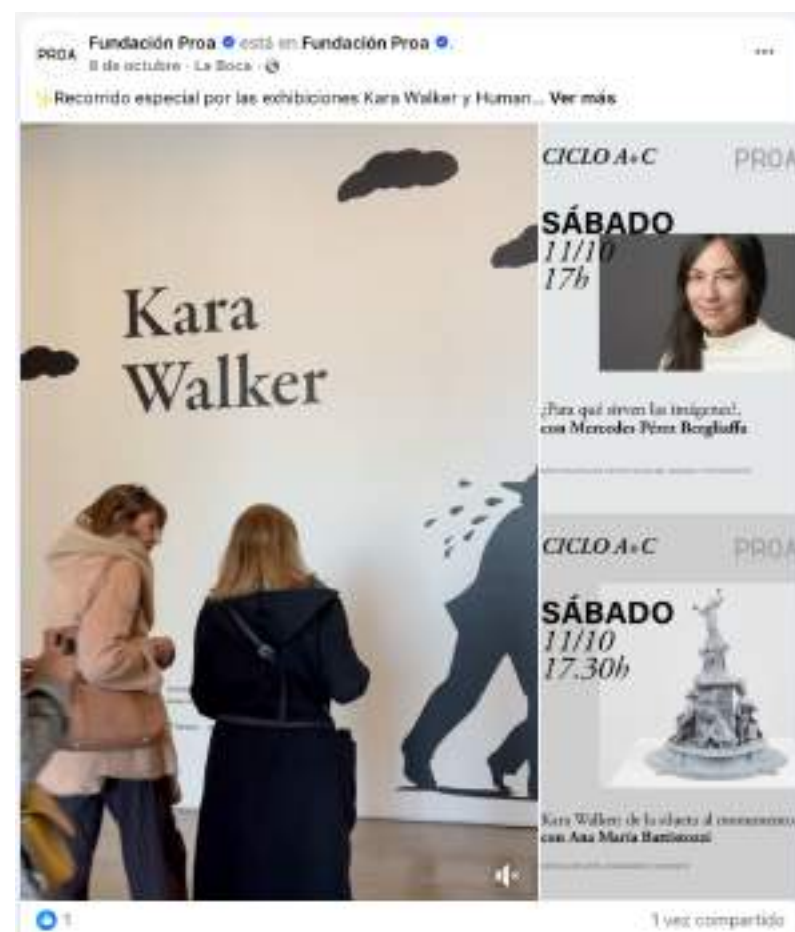 PROA
Fundación Proa está en Fundación Proa.
8 de octubre · La Boca ·
Recorrido especial por las exhibiciones Kara Walker y Human... Ver más
Kara
Walker
CICLO A+C PROA
SÁBADO
11/10
17h
¿Para qué sirven las imágenes?,
con Mercedes Pérez Bergliaffa
CICLO A+C PROA
SÁBADO
11/10
17.30h
Kara Walker: de la silueta al monumento
con Ana María Battistozzi
1
1 vez compartido